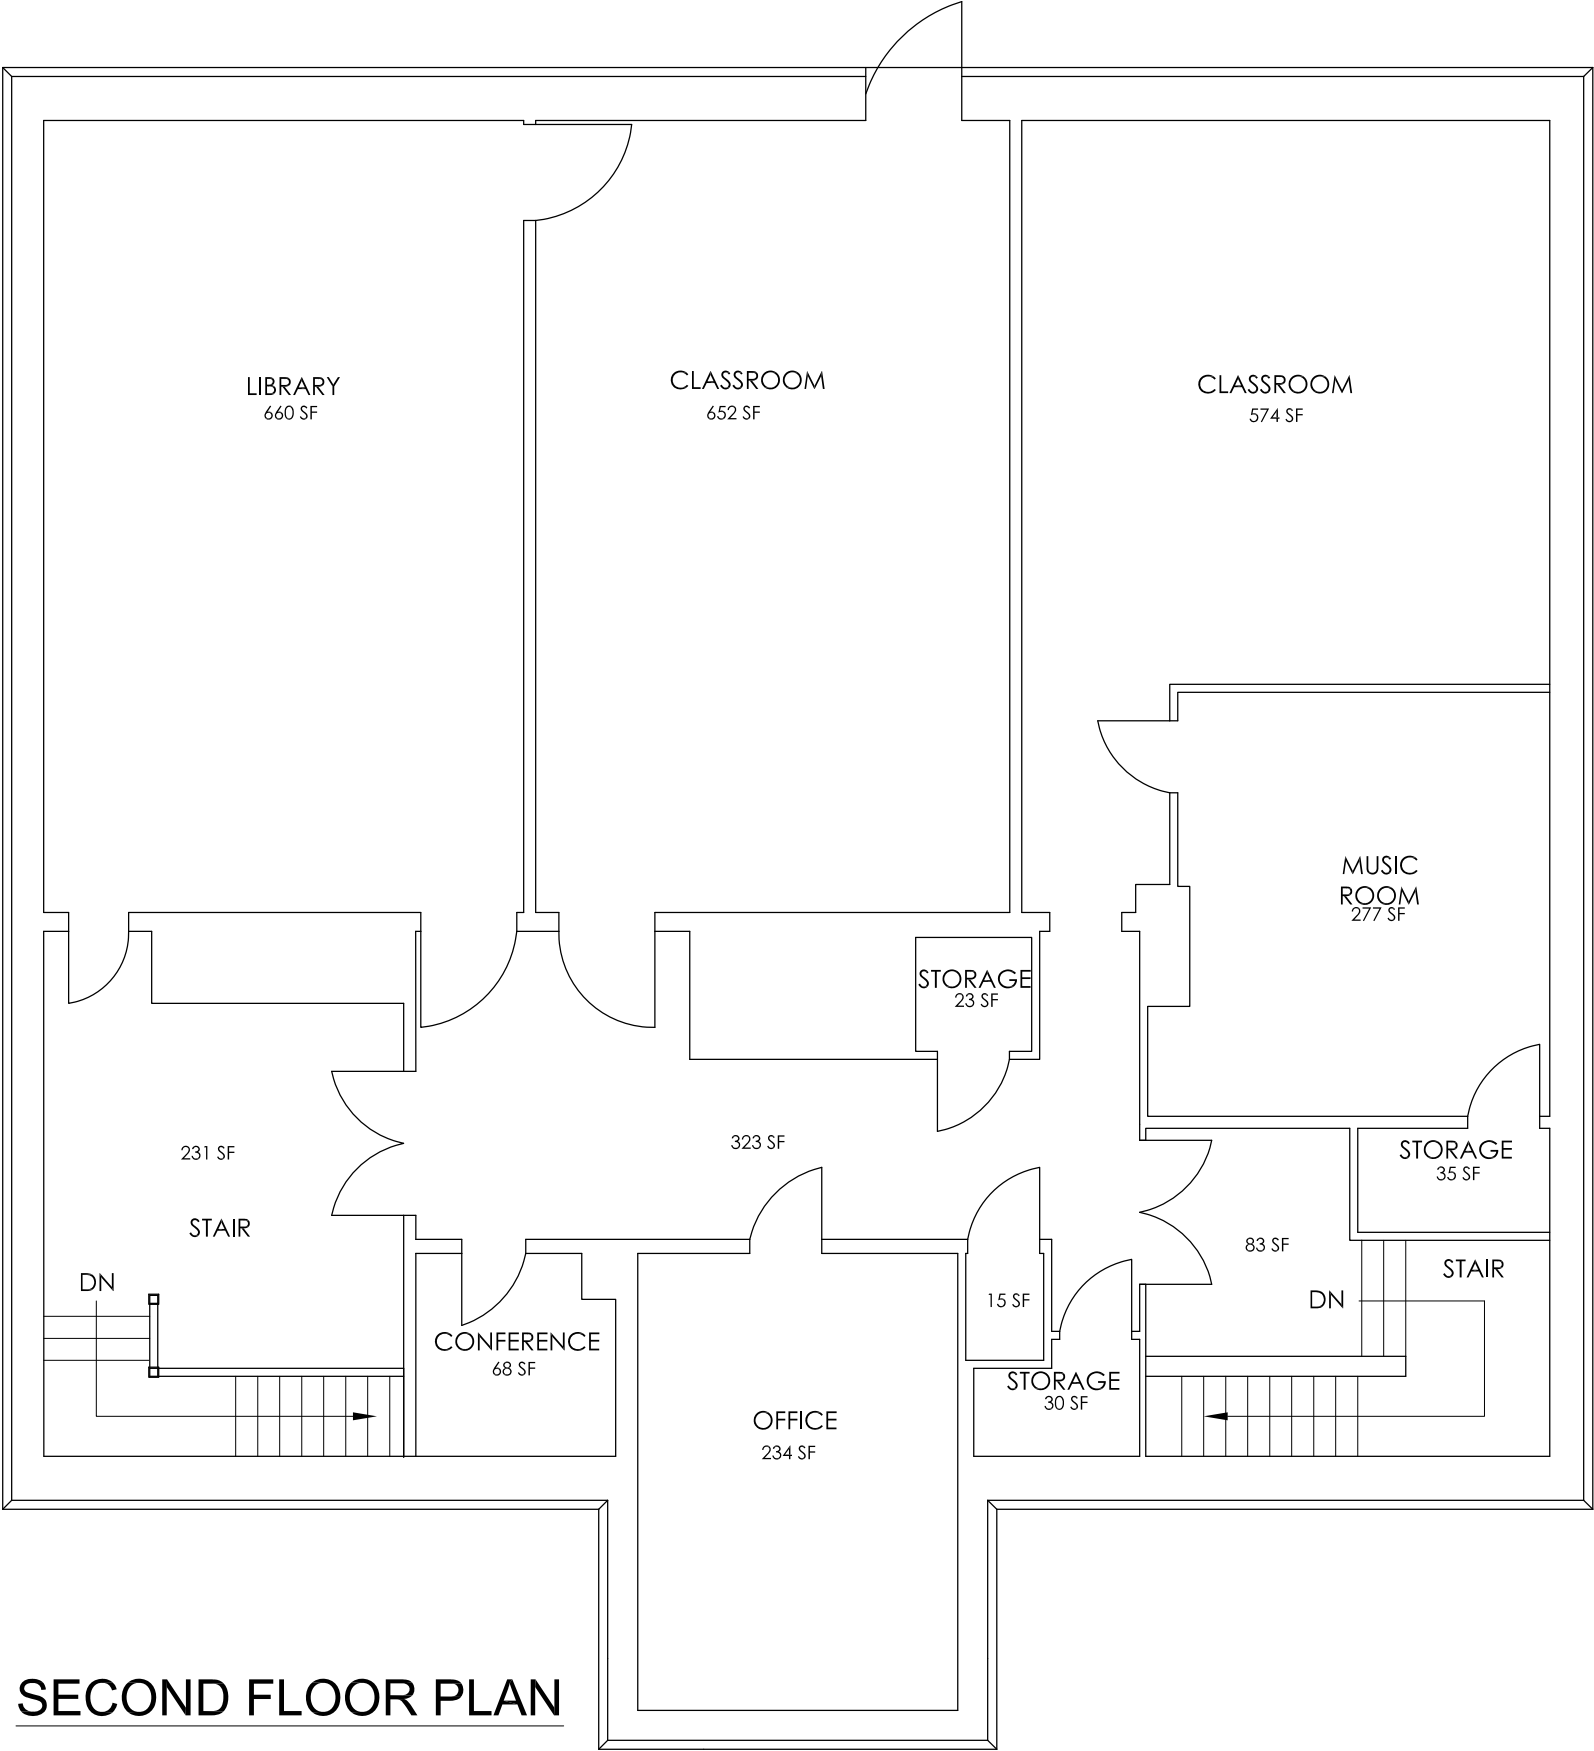 LIBRARY
660 SF
CLASSROOM
652 SF
CLASSROOM
574 SF
MUSIC
ROOM
277 SF
STORAGE
23 SF
231 SF
STAIR
DN
323 SF
STORAGE
35 SF
83 SF
STAIR
DN
15 SF
CONFERENCE
68 SF
STORAGE
30 SF
OFFICE
234 SF
SECOND FLOOR PLAN